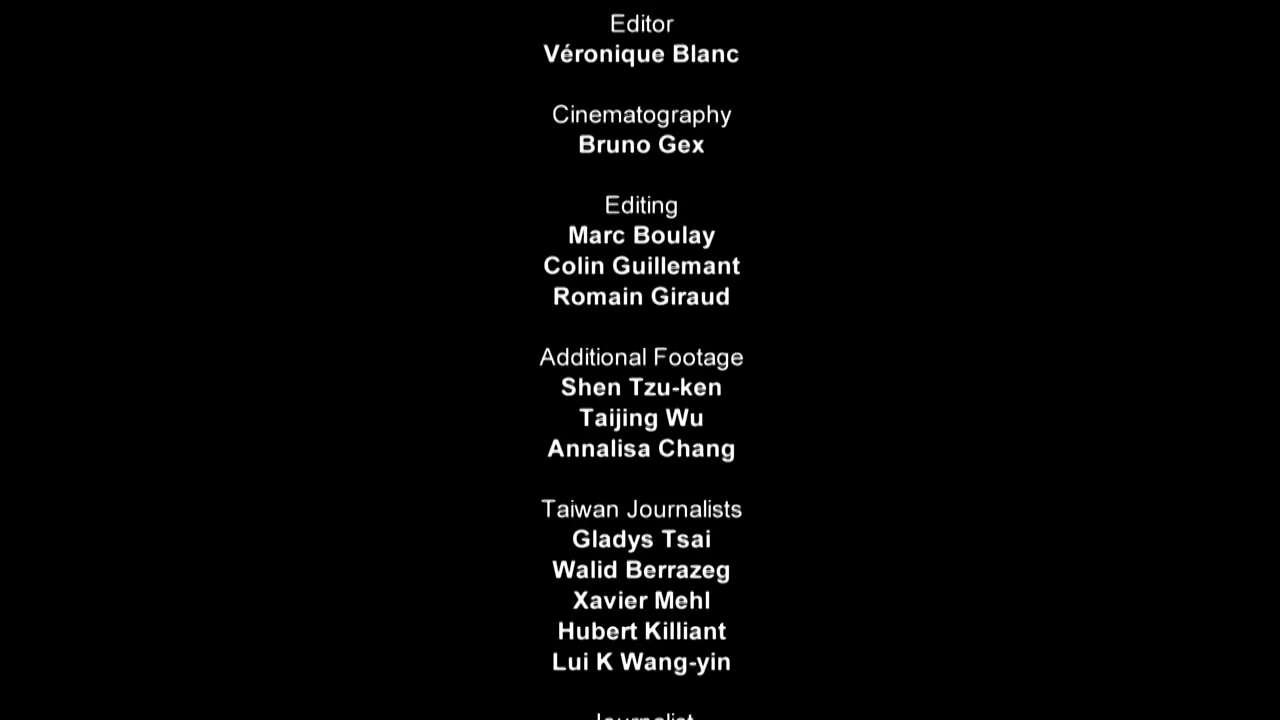 Editor
Véronique Blanc
Cinematography
Bruno Gex
Editing
Marc Boulay
Colin Guillemant
Romain Giraud
Additional Footage
Shen Tzu-ken
Taijing Wu
Annalisa Chang
Taiwan Journalists
Gladys Tsai
Walid Berrazeg
Xavier Mehl
Hubert Killiant
Lui K Wang-yin
Journalist